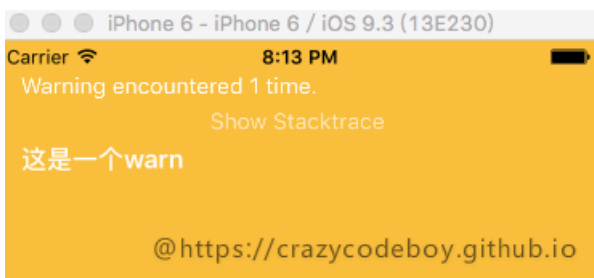 iPhone 6 - iPhone 6 / iOS 9.3 (13E230)
Carrier 8:13 PM
Warning encountered 1 time.
Show Stacktrace
这是一个warn
@https://crazycodeboy.github.io